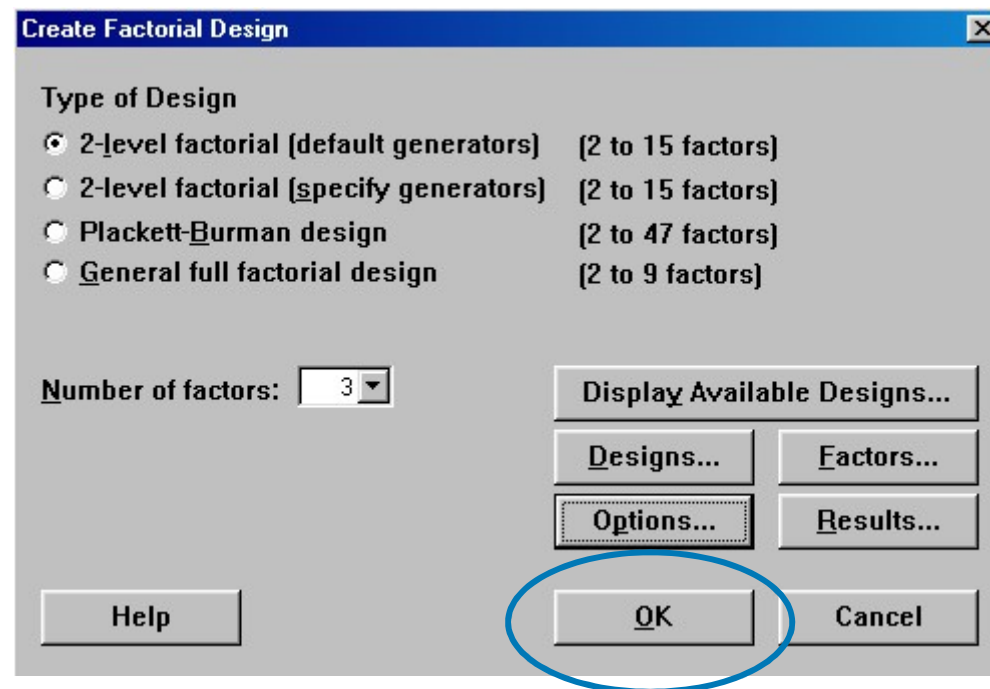 Create Factorial Design
Type of Design
2-level factorial (default generators) (2 to 15 factors)
2-level factorial (specify generators) (2 to 15 factors)
Plackett-Burman design (2 to 47 factors)
General full factorial design (2 to 9 factors)
Number of factors: 3
Display Available Designs...
Designs... Factors...
Options... Results...
Help OK Cancel